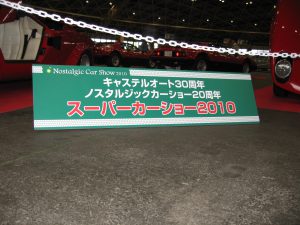 Nostalgic Car Show 2010
キャステルオート30周年
ノスタルジックカーショー20周年
スーパーカーショー2010